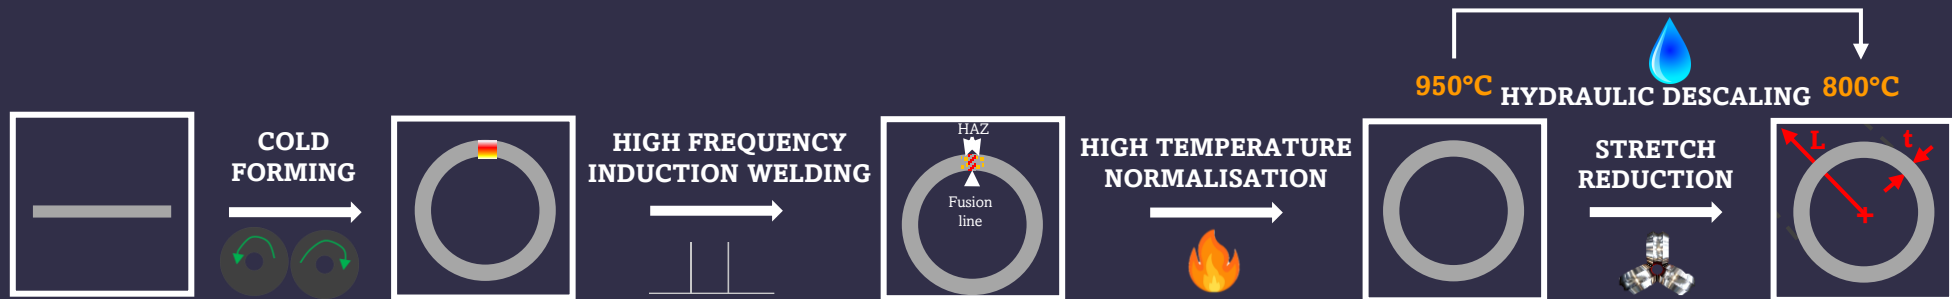 COLD
FORMING
HIGH FREQUENCY
INDUCTION WELDING
HAZ
Fusion
line
HIGH TEMPERATURE
NORMALISATION
950°C
HYDRAULIC DESCALING
800°C
STRETCH
REDUCTION
L
t